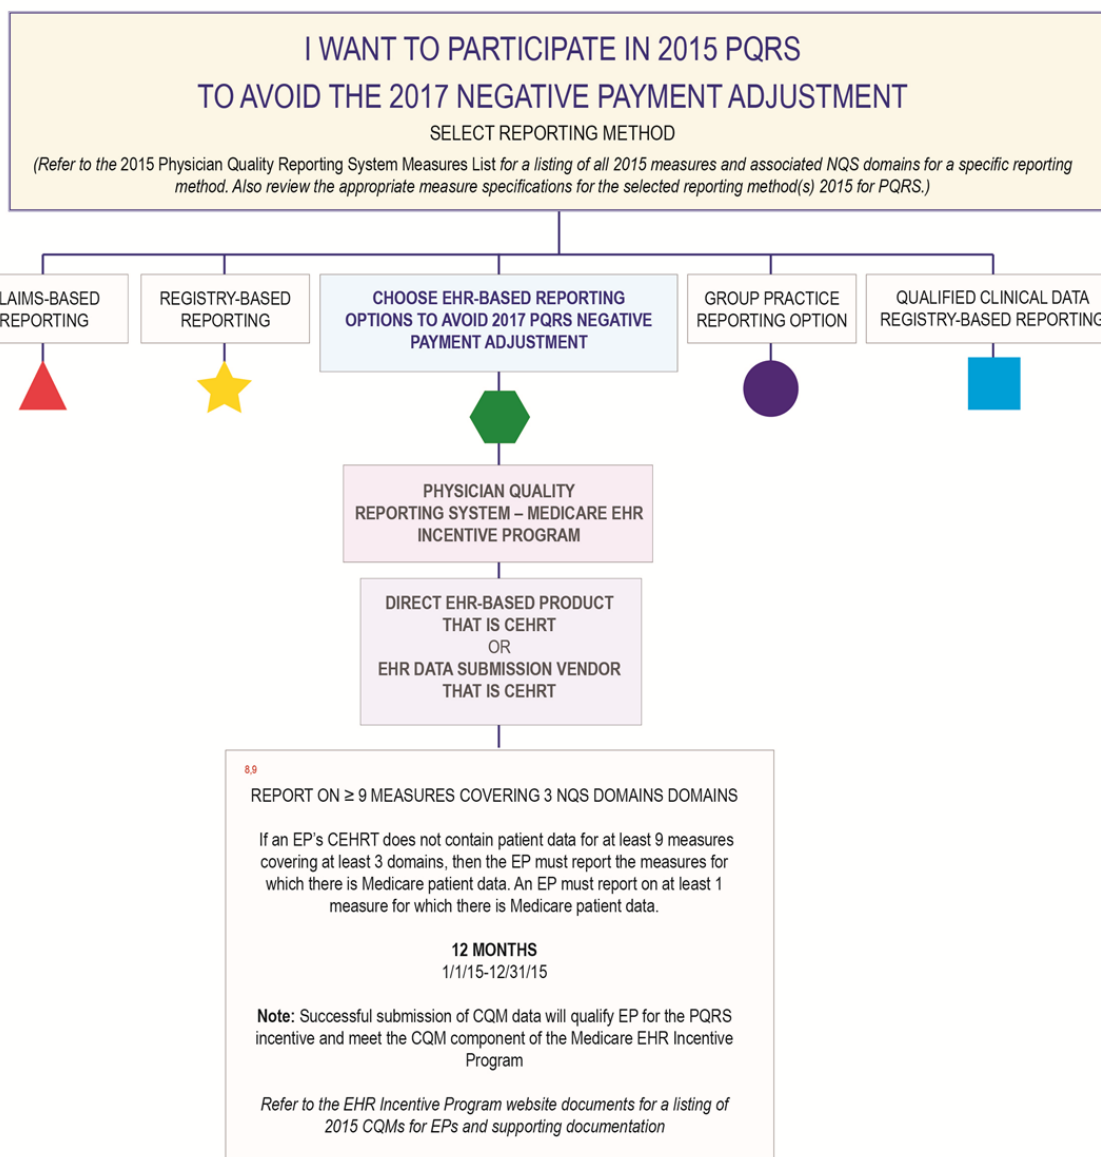 I WANT TO PARTICIPATE IN 2015 PQRS
TO AVOID THE 2017 NEGATIVE PAYMENT ADJUSTMENT
SELECT REPORTING METHOD
(Refer to the 2015 Physician Quality Reporting System Measures List for a listing of all 2015 measures and associated NQS domains for a specific reporting
method. Also review the appropriate measure specifications for the selected reporting method(s) 2015 for PQRS.)
LAIMS-BASED
REPORTING
REGISTRY-BASED
REPORTING
CHOOSE EHR-BASED REPORTING
OPTIONS TO AVOID 2017 PQRS NEGATIVE
PAYMENT ADJUSTMENT
GROUP PRACTICE
REPORTING OPTION
QUALIFIED CLINICAL DATA
REGISTRY-BASED REPORTING
PHYSICIAN QUALITY
REPORTING SYSTEM – MEDICARE EHR
INCENTIVE PROGRAM
DIRECT EHR-BASED PRODUCT
THAT IS CEHRT
OR
EHR DATA SUBMISSION VENDOR
THAT IS CEHRT
8,9
REPORT ON ≥ 9 MEASURES COVERING 3 NQS DOMAINS DOMAINS
If an EP's CEHRT does not contain patient data for at least 9 measures
covering at least 3 domains, then the EP must report the measures for
which there is Medicare patient data. An EP must report on at least 1
measure for which there is Medicare patient data.
12 MONTHS
1/1/15-12/31/15
Note: Successful submission of CQM data will qualify EP for the PQRS
incentive and meet the CQM component of the Medicare EHR Incentive
Program
Refer to the EHR Incentive Program website documents for a listing of
2015 CQMs for EPs and supporting documentation